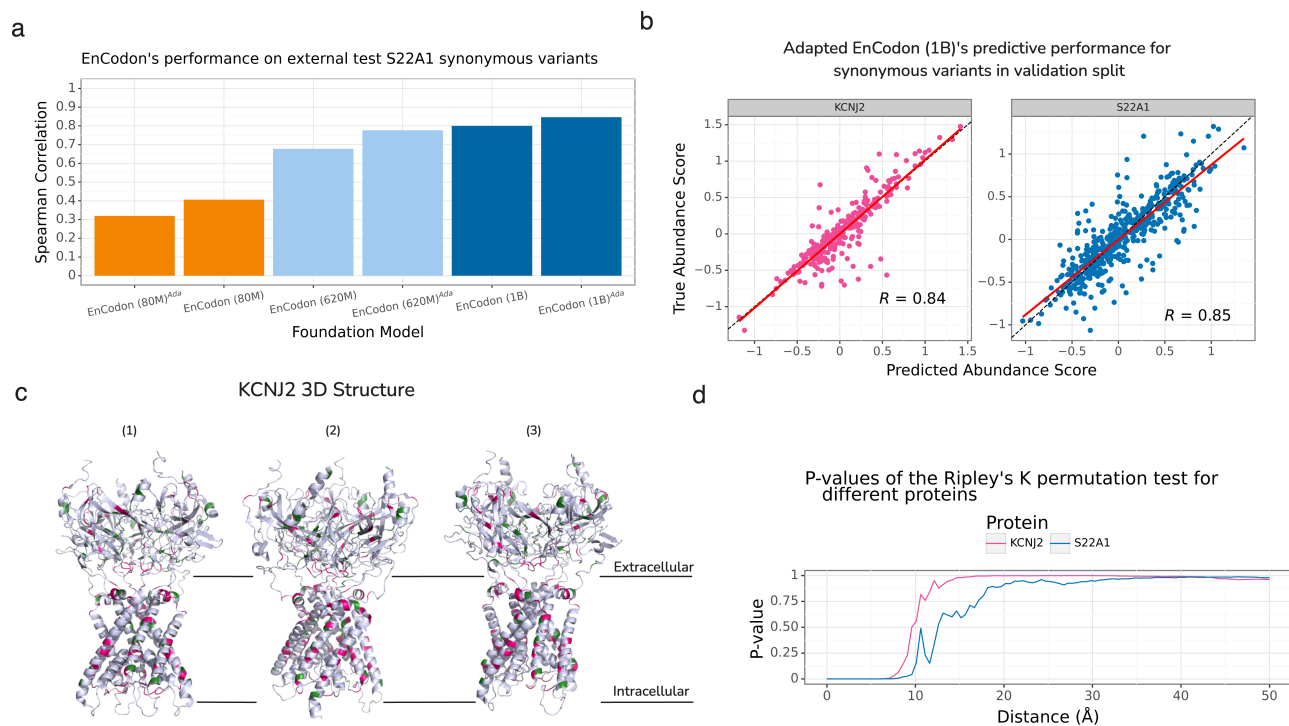 a
EnCodon's performance on external test S22A1 synonymous variants
Spearman Correlation
1
0.9
0.8
0.7
0.6
0.5
0.4
0.3
0.2
0.1
0
EnCodon (80M)ᴬᵈᵃ
EnCodon (80M)
EnCodon (620M)
EnCodon (620M)ᴬᵈᵃ
EnCodon (1B)
EnCodon (1B)ᴬᵈᵃ
Foundation Model
b
Adapted EnCodon (1B)'s predictive performance for
synonymous variants in validation split
KCNJ2
S22A1
True Abundance Score
1.5
1.0
0.5
0
−0.5
−1
R = 0.84
−1
−0.5
0
0.5
1
1.5
1
0.5
0
−0.5
−1
R = 0.85
−1
−0.5
0
0.5
1
Predicted Abundance Score
c
KCNJ2 3D Structure
(1)
(2)
(3)
Extracellular
Intracellular
d
P-values of the Ripley's K permutation test for
different proteins
Protein
KCNJ2
S22A1
P-value
1
0.75
0.50
0.25
0
0
10
20
30
40
50
Distance (Å)